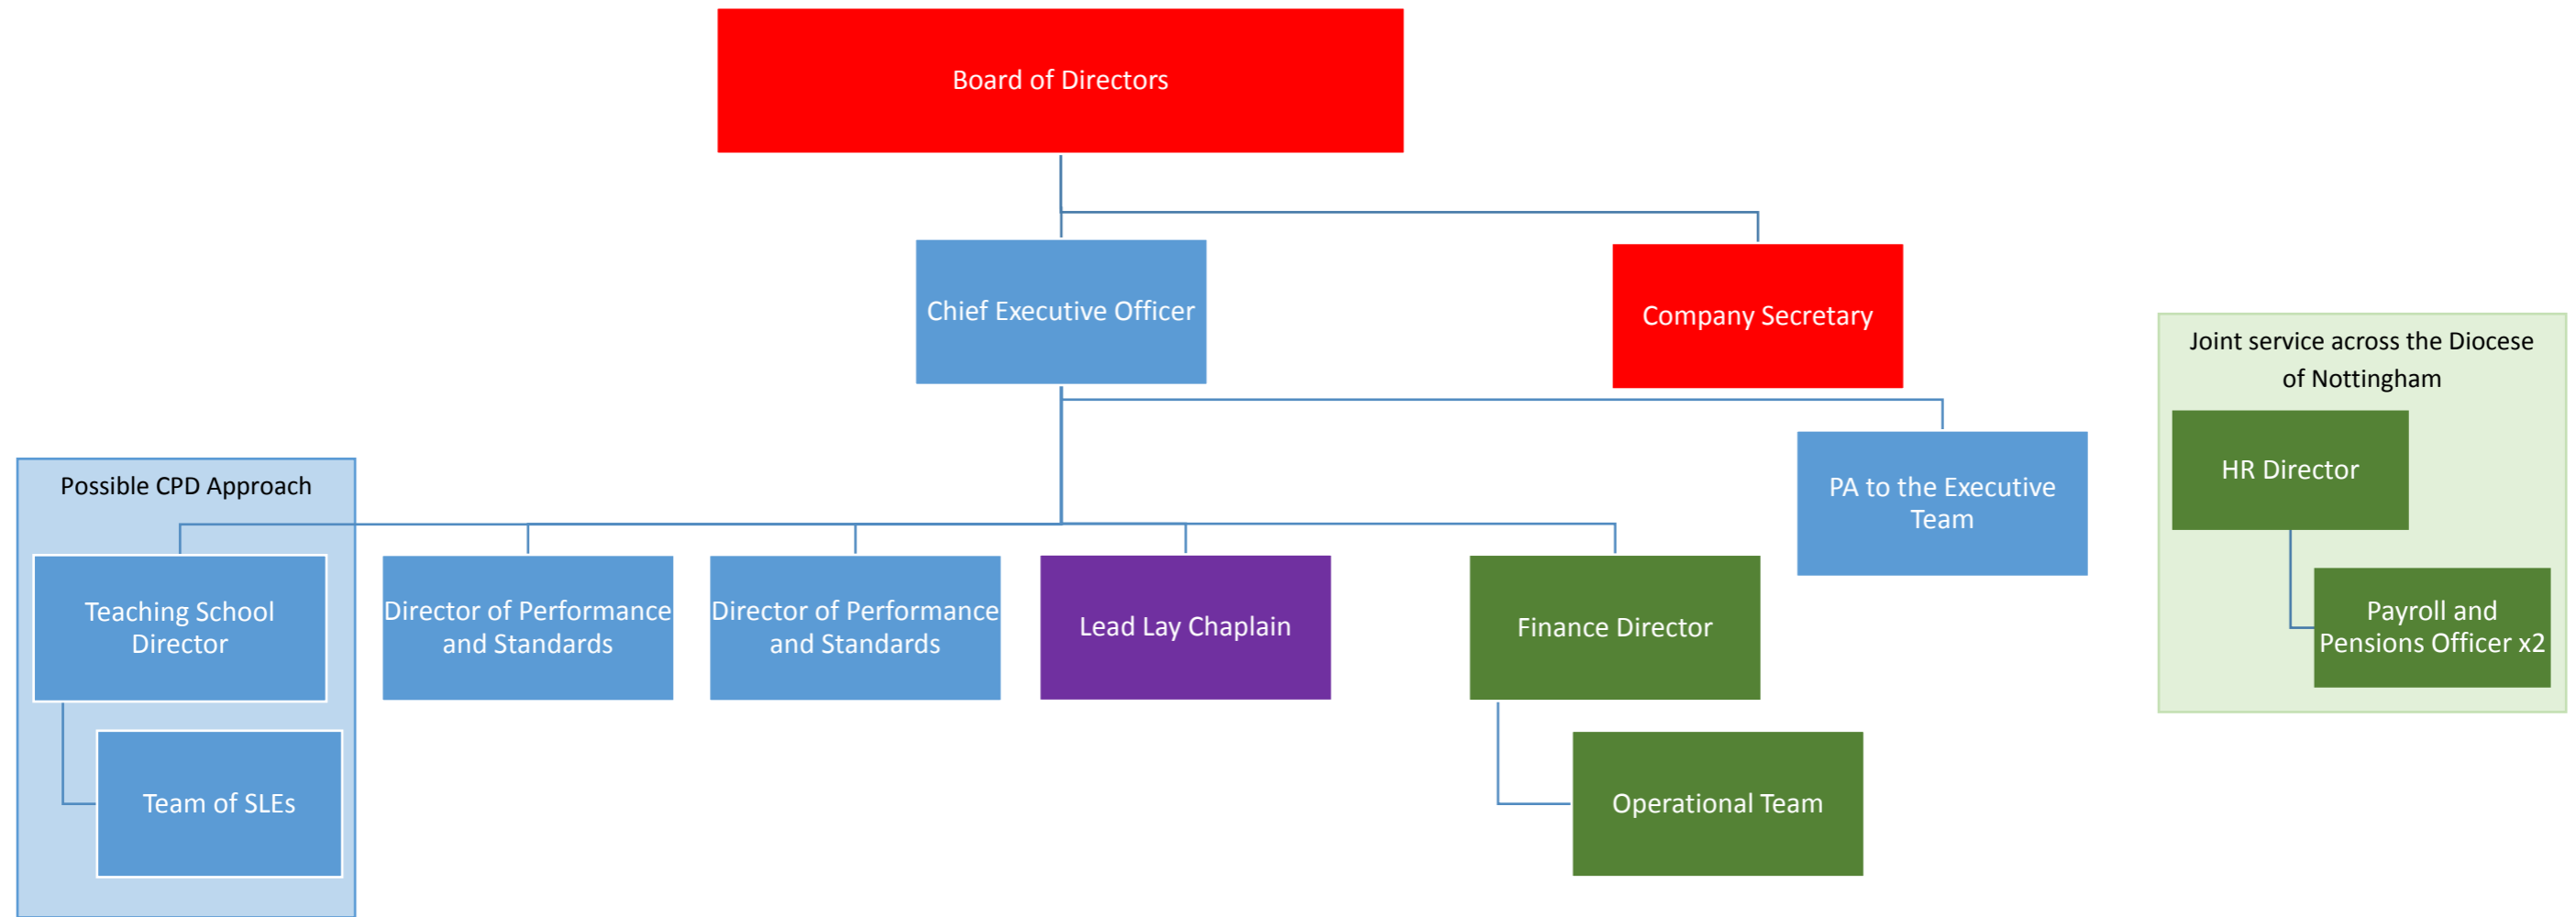 Board of Directors
Chief Executive Officer
Company Secretary
Joint service across the Diocese
of Nottingham
HR Director
Payroll and
Pensions Officer x2
PA to the Executive
Team
Possible CPD Approach
Teaching School
Director
Director of Performance
and Standards
Director of Performance
and Standards
Lead Lay Chaplain
Finance Director
Team of SLEs
Operational Team